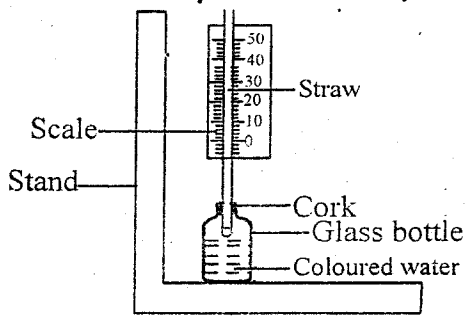 50
40
30
20
10
0
Straw
Scale
Stand
Cork
Glass bottle
Coloured water